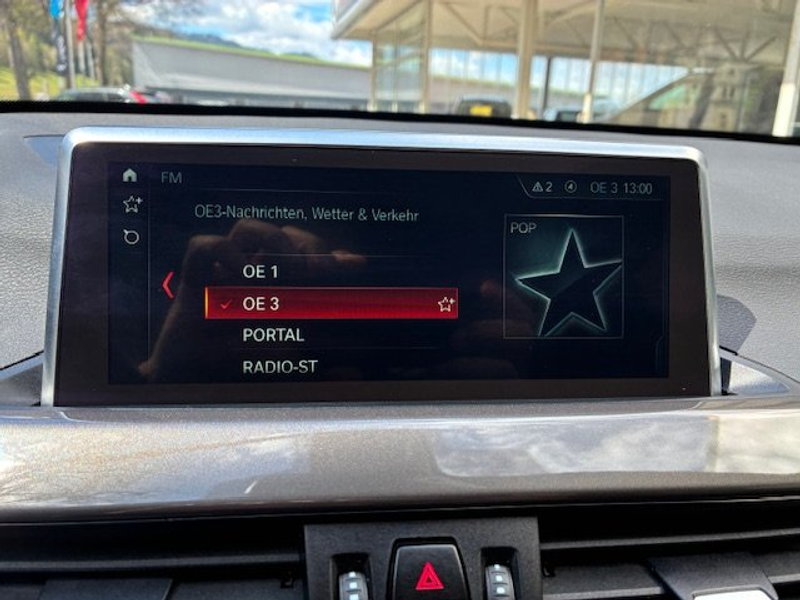 FM
2 OE 3 13:00
OE3-Nachrichten, Wetter & Verkehr
POP
OE 1
OE 3
PORTAL
RADIO-ST